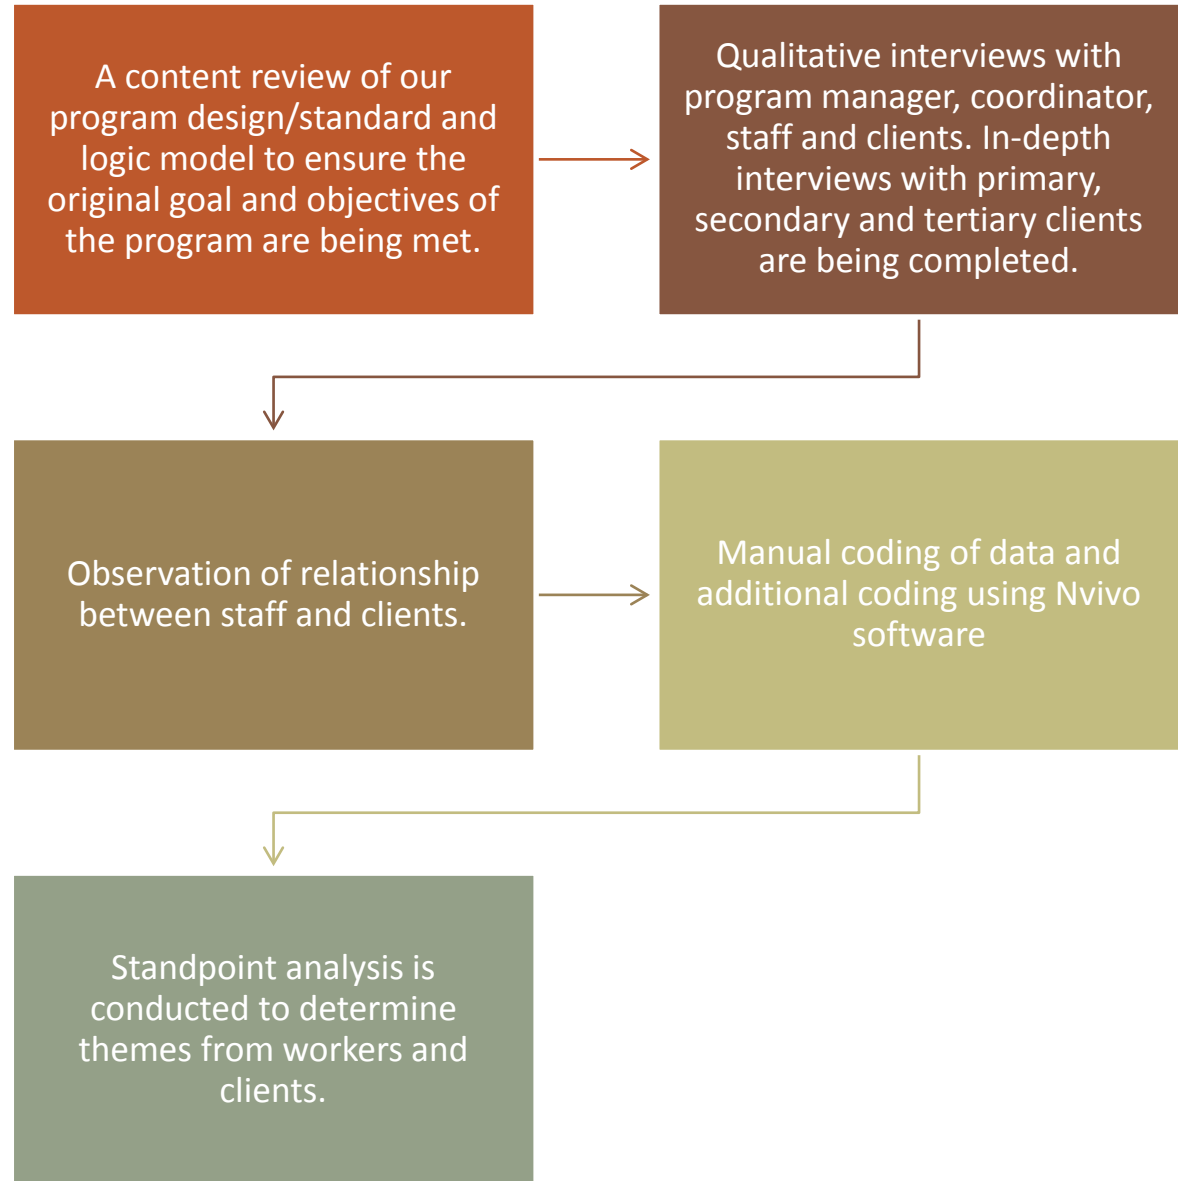 A content review of our
program design/standard and
logic model to ensure the
original goal and objectives of
the program are being met.
Qualitative interviews with
program manager, coordinator,
staff and clients. In-depth
interviews with primary,
secondary and tertiary clients
are being completed.
Observation of relationship
between staff and clients.
Manual coding of data and
additional coding using Nvivo
software
Standpoint analysis is
conducted to determine
themes from workers and
clients.